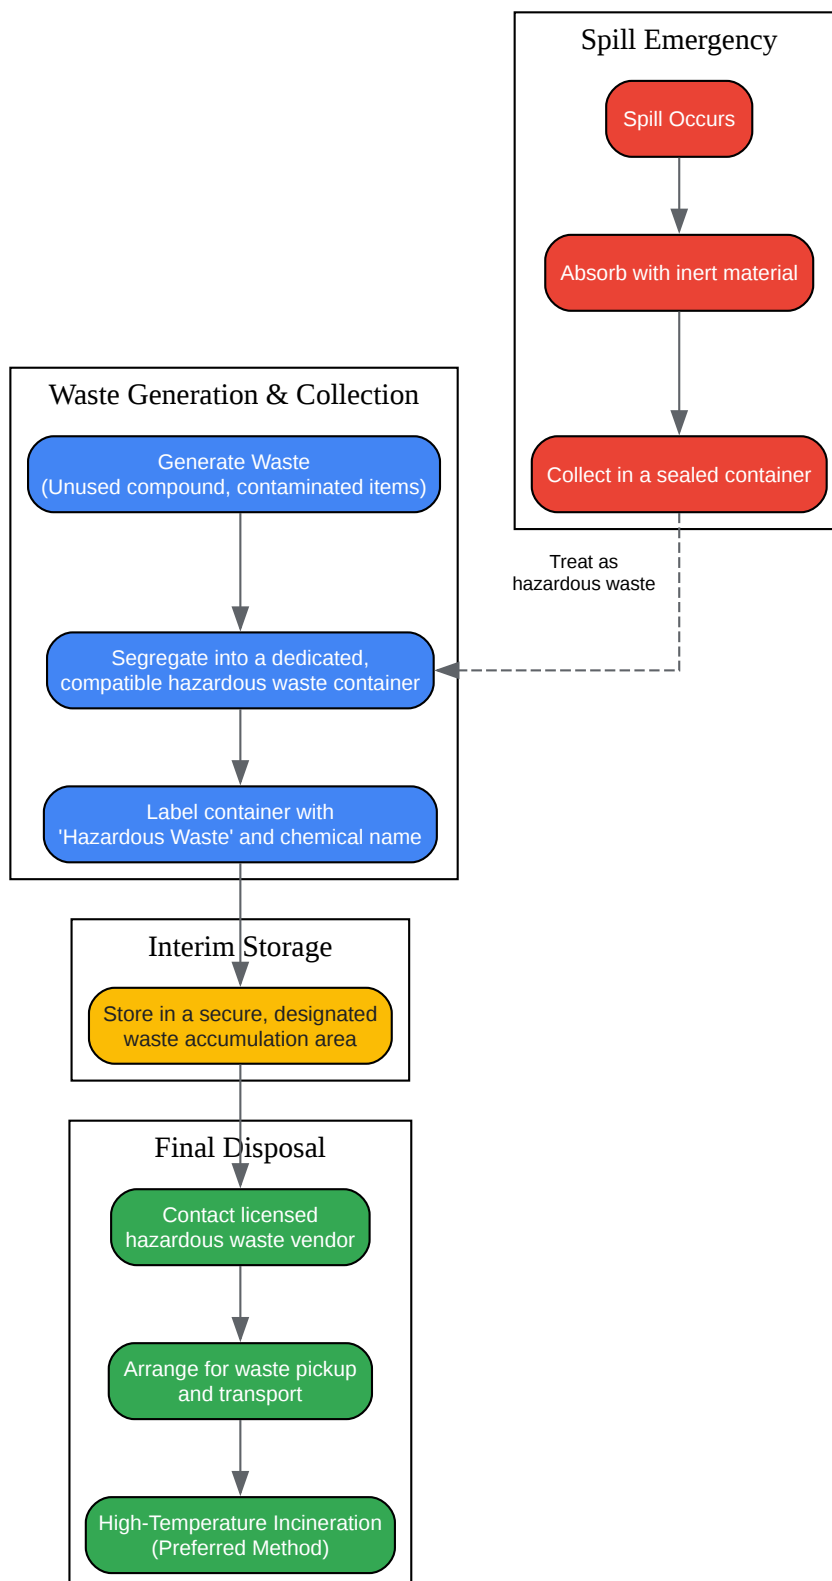 Spill Emergency
Spill Occurs
Absorb with inert material
Collect in a sealed container
Treat as
hazardous waste
Waste Generation & Collection
Generate Waste
(Unused compound, contaminated items)
Segregate into a dedicated,
compatible hazardous waste container
Label container with
'Hazardous Waste' and chemical name
Interim Storage
Store in a secure, designated
waste accumulation area
Final Disposal
Contact licensed
hazardous waste vendor
Arrange for waste pickup
and transport
High-Temperature Incineration
(Preferred Method)